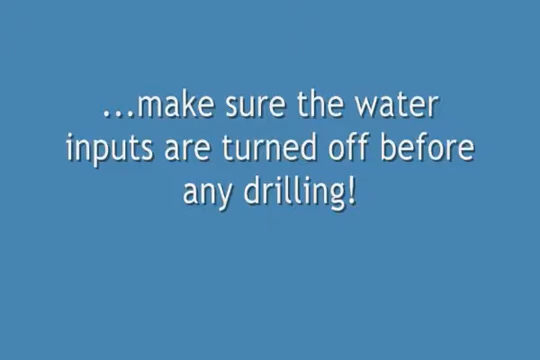 ...make sure the water
inputs are turned off before
any drilling!